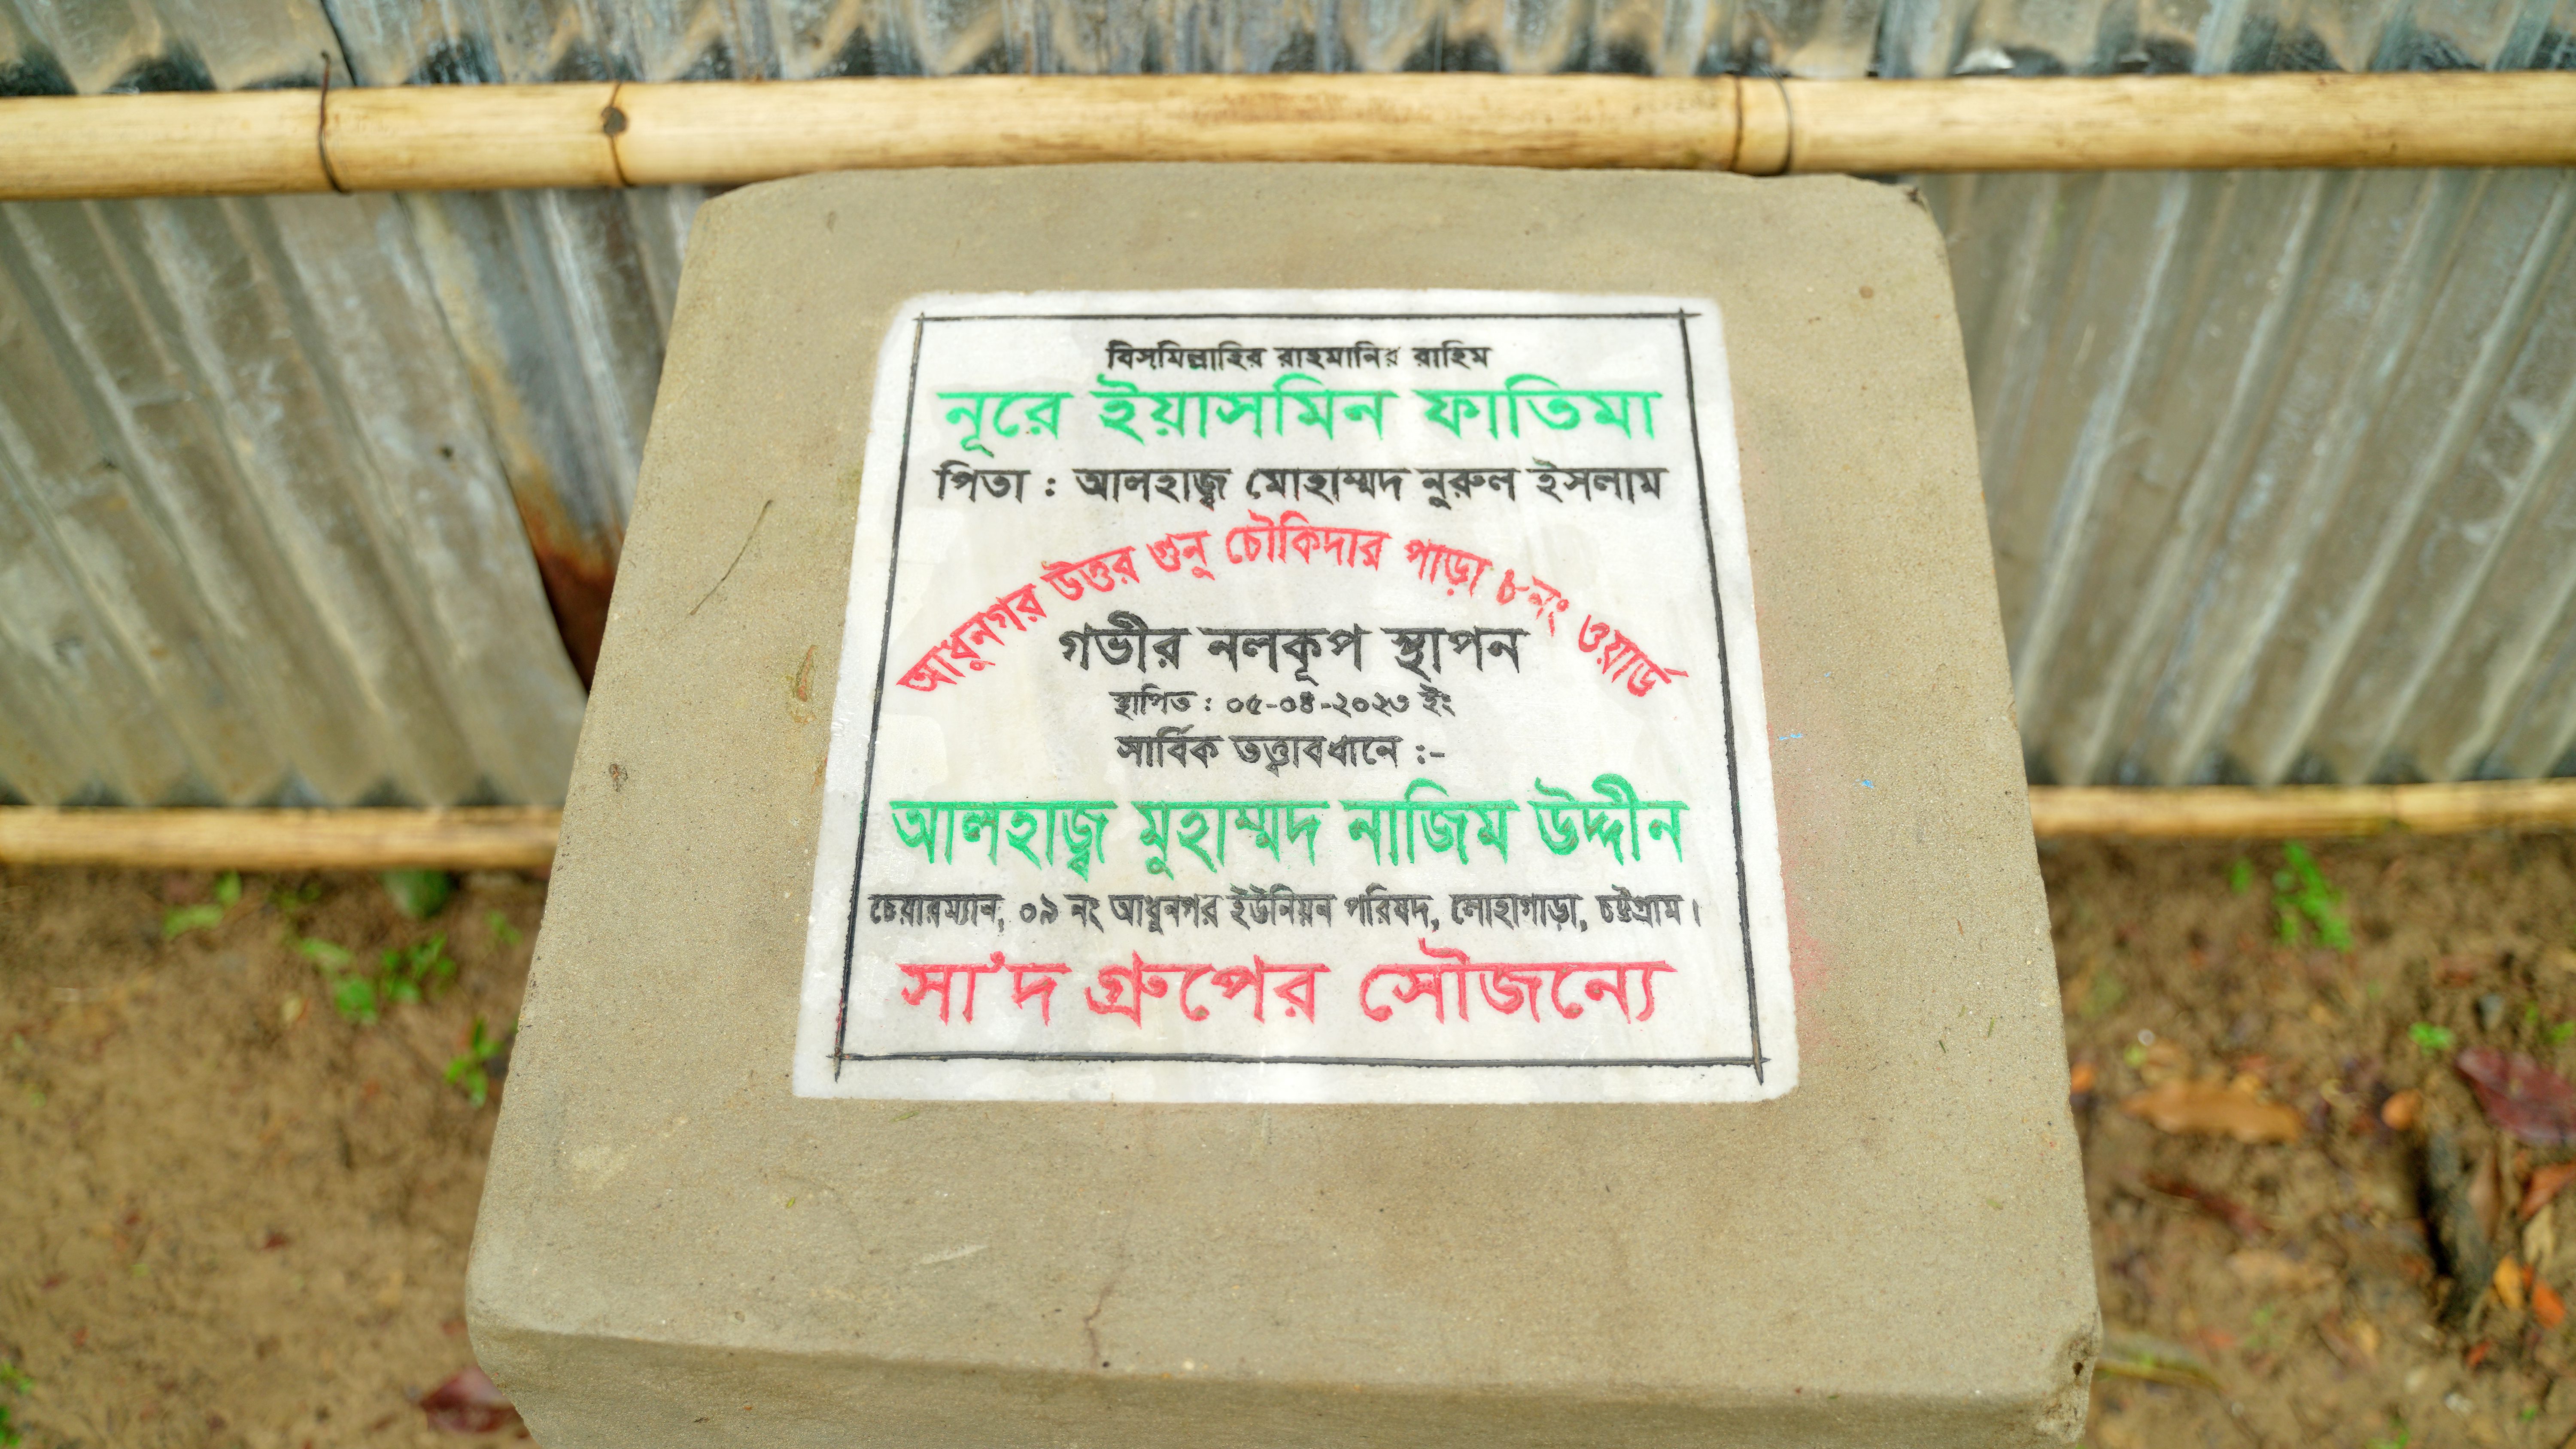 বিসমিল্লাহির রাহমানির রাহিম
নূরে ইয়াসমিন ফাতিমা
পিতা : আলহাজ্ব মোহাম্মদ নুরুল ইসলাম
আধুনগর উত্তর গুনু চৌকিদার পাড়া ৮নং ওয়ার্ড
গভীর নলকূপ স্থাপন
স্থাপিত : ০৫-০৪-২০২৩ ইং
সার্বিক তত্ত্বাবধানে :-
আলহাজ্ব মুহাম্মদ নাজিম উদ্দীন
চেয়ারম্যান, ০৯ নং আধুনগর ইউনিয়ন পরিষদ, লোহাগাড়া, চট্টগ্রাম।
সা'দ গ্রুপের সৌজন্যে